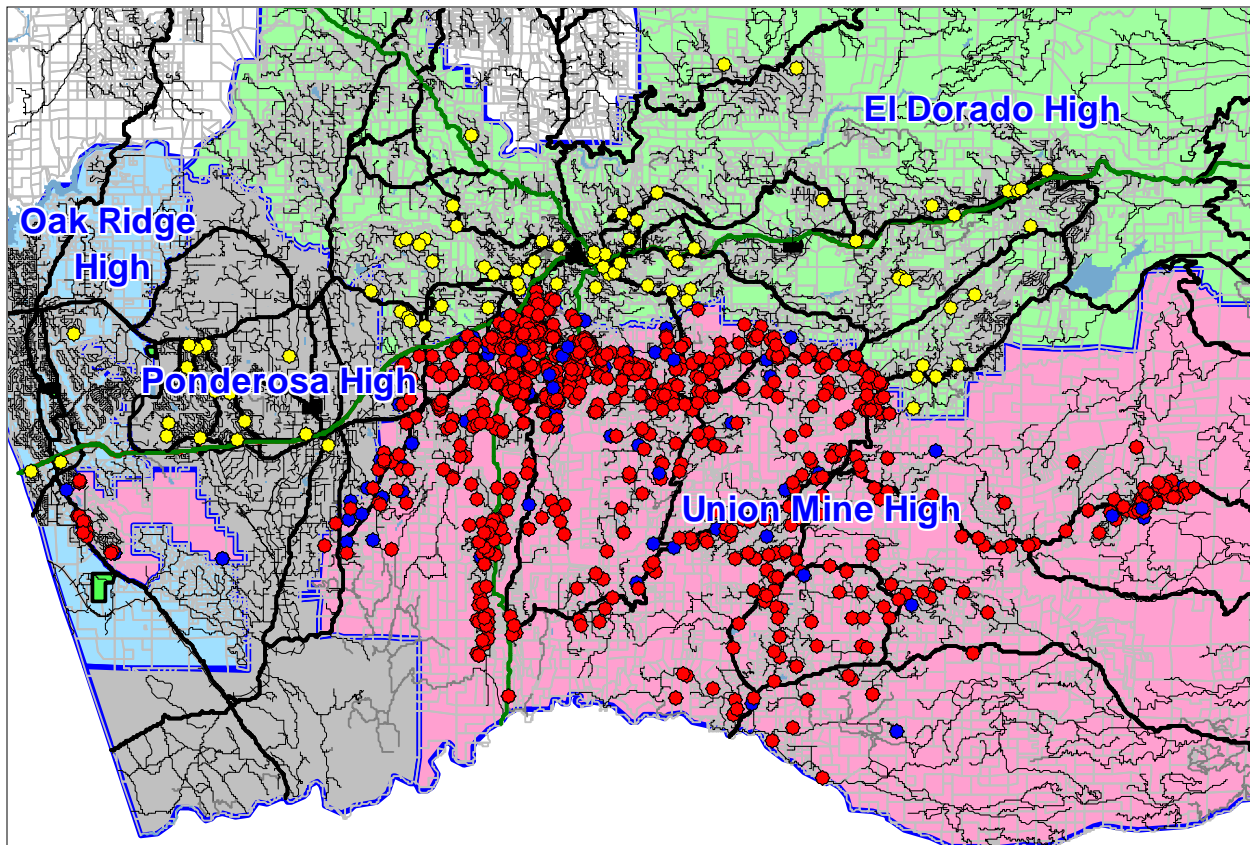 El Dorado High
Oak Ridge
High
Ponderosa High
Union Mine High